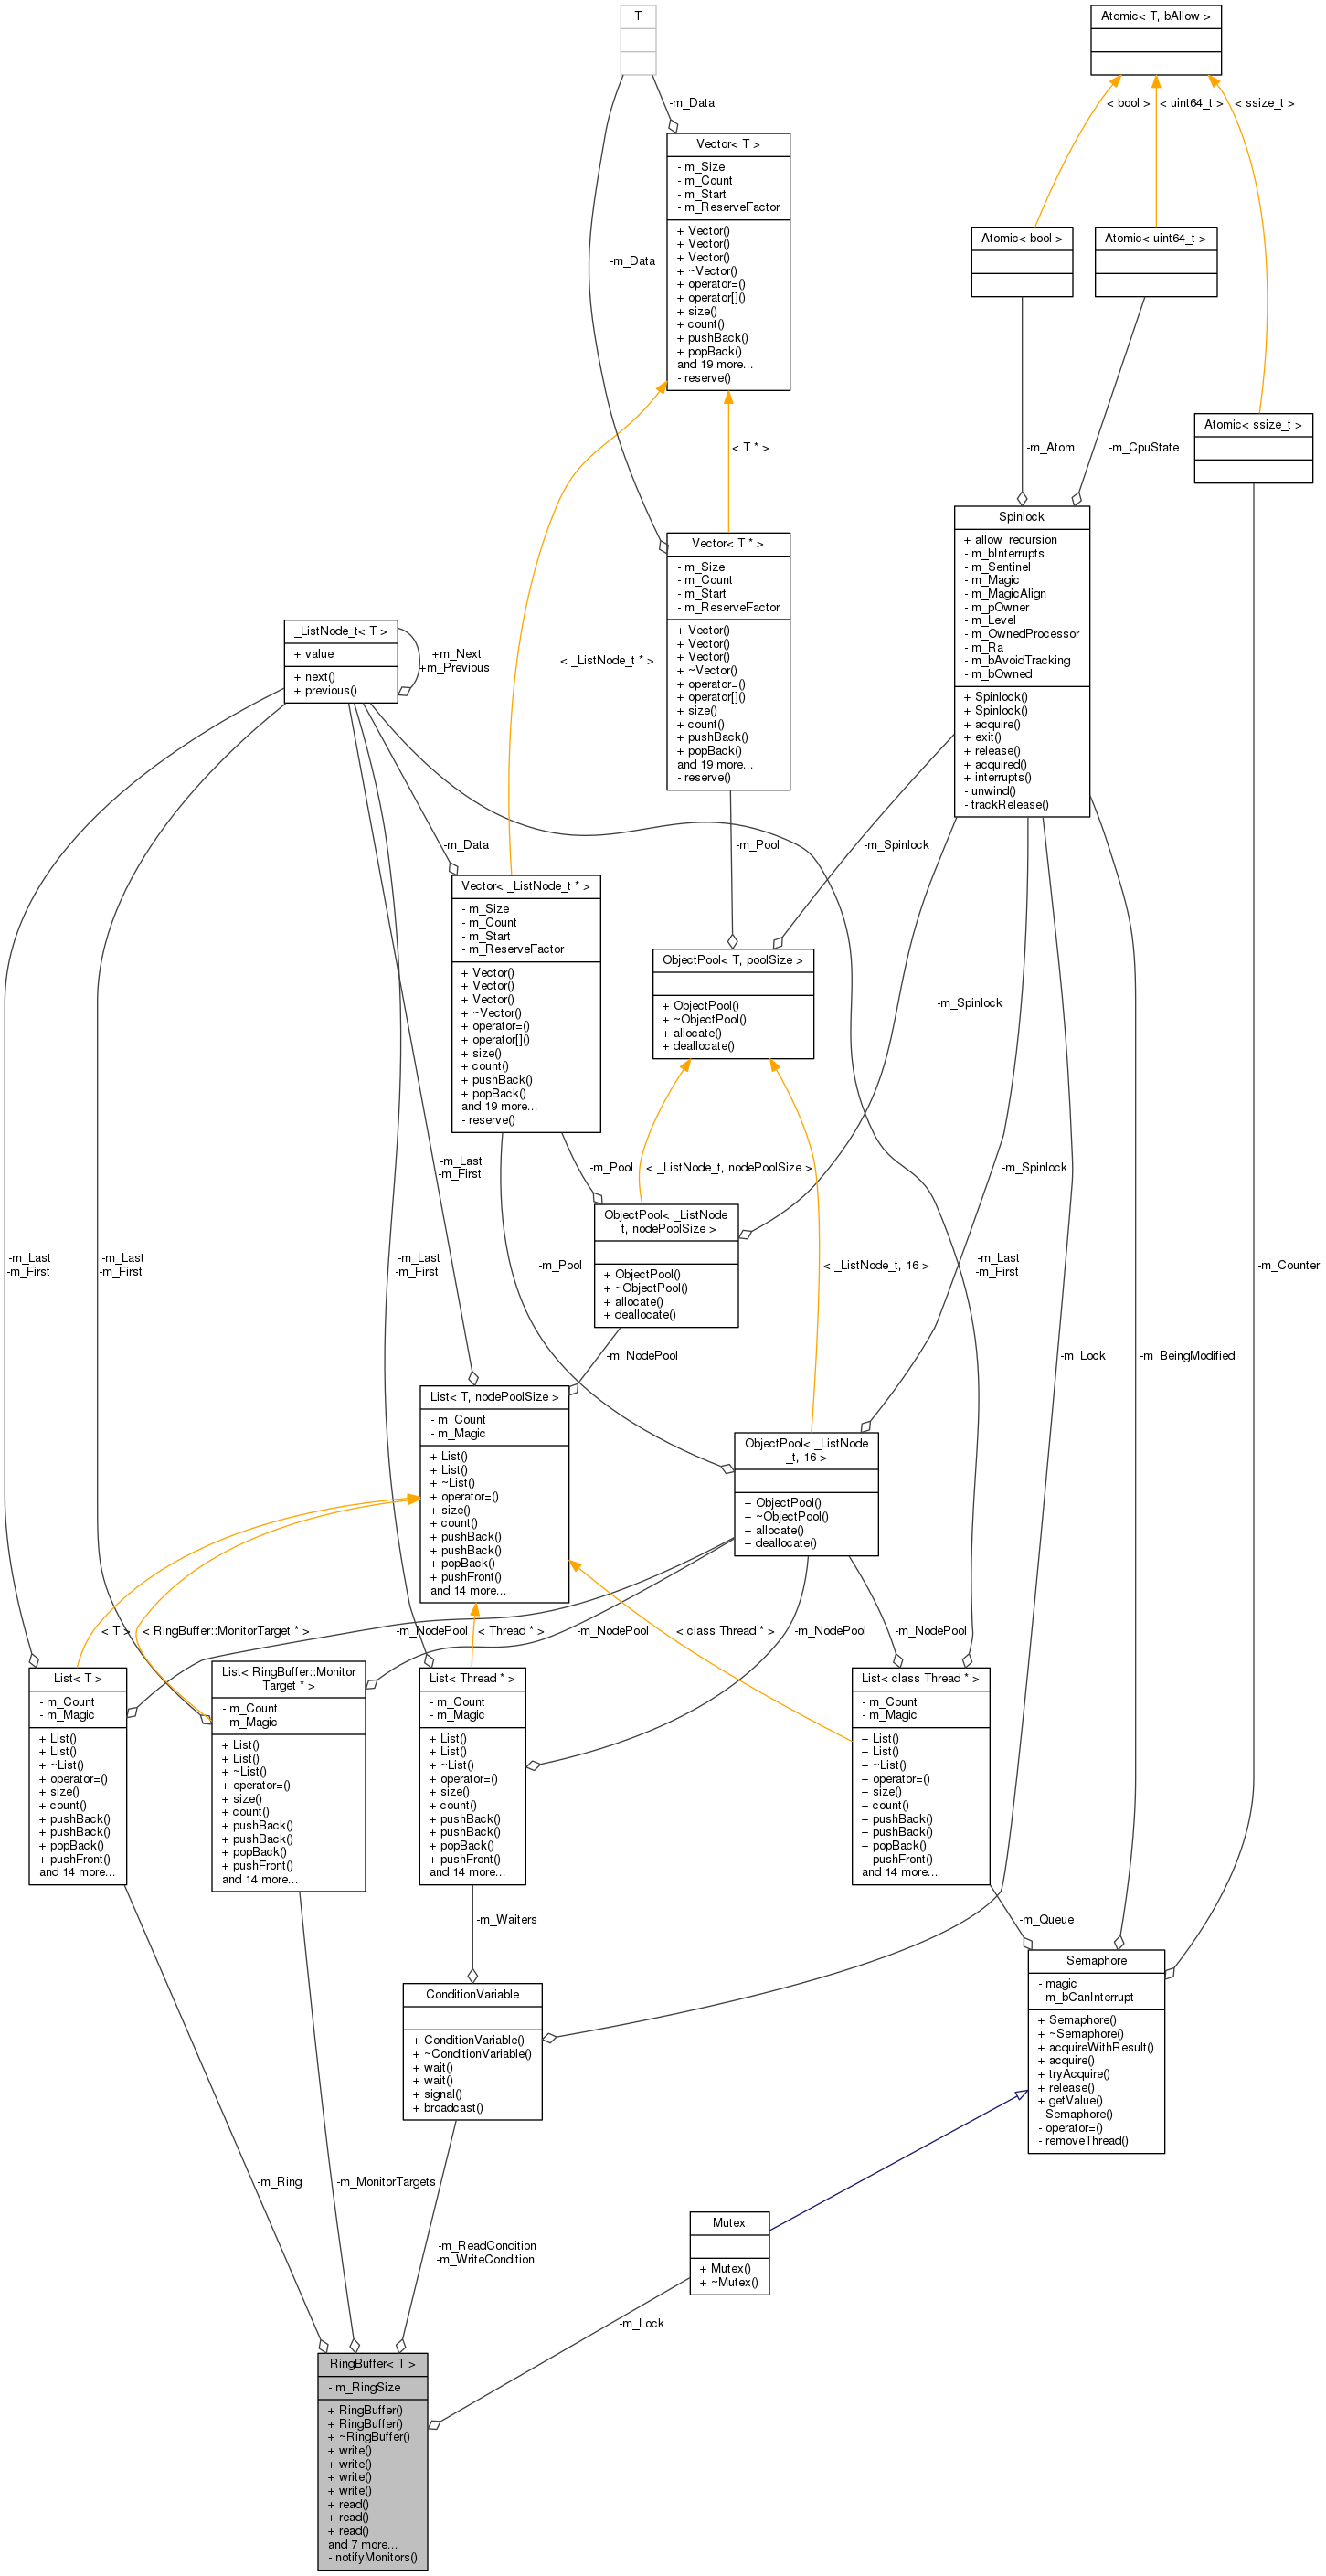 T
Atomic< T, bAllow >
< bool >
< uint64_t >
< ssize_t >
-m_Data
Vector< T >
- m_Size
- m_Count
- m_Start
- m_ReserveFactor
+ Vector()
+ Vector()
+ Vector()
+ ~Vector()
+ operator=()
+ operator[]()
+ size()
+ count()
+ pushBack()
+ popBack()
and 19 more...
- reserve()
-m_Data
Atomic< bool >
Atomic< uint64_t >
Atomic< ssize_t >
< T * >
-m_Atom
-m_CpuState
Spinlock
+ allow_recursion
- m_bInterrupts
- m_Sentinel
- m_Magic
- m_MagicAlign
- m_pOwner
- m_Level
- m_OwnedProcessor
- m_Ra
- m_bAvoidTracking
- m_bOwned
+ Spinlock()
+ Spinlock()
+ acquire()
+ exit()
+ release()
+ acquired()
+ interrupts()
- unwind()
- trackRelease()
Vector< T * >
- m_Size
- m_Count
- m_Start
- m_ReserveFactor
+ Vector()
+ Vector()
+ Vector()
+ ~Vector()
+ operator=()
+ operator[]()
+ size()
+ count()
+ pushBack()
+ popBack()
and 19 more...
- reserve()
_ListNode_t< T >
+ value
+ next()
+ previous()
+m_Next
+m_Previous
< _ListNode_t * >
-m_Data
-m_Pool
-m_Spinlock
Vector< _ListNode_t * >
- m_Size
- m_Count
- m_Start
- m_ReserveFactor
+ Vector()
+ Vector()
+ Vector()
+ ~Vector()
+ operator=()
+ operator[]()
+ size()
+ count()
+ pushBack()
+ popBack()
and 19 more...
- reserve()
ObjectPool< T, poolSize >
+ ObjectPool()
+ ~ObjectPool()
+ allocate()
+ deallocate()
-m_Spinlock
-m_Last
-m_First
-m_Pool
< _ListNode_t, nodePoolSize >
-m_Spinlock
ObjectPool< _ListNode
_t, nodePoolSize >
+ ObjectPool()
+ ~ObjectPool()
+ allocate()
+ deallocate()
-m_Last
-m_First
-m_Last
-m_First
-m_Last
-m_First
-m_Pool
< _ListNode_t, 16 >
-m_Last
-m_First
-m_Counter
-m_NodePool
-m_Lock
-m_BeingModified
List< T, nodePoolSize >
- m_Count
- m_Magic
+ List()
+ List()
+ ~List()
+ operator=()
+ size()
+ count()
+ pushBack()
+ pushBack()
+ popBack()
+ pushFront()
and 14 more...
ObjectPool< _ListNode
_t, 16 >
+ ObjectPool()
+ ~ObjectPool()
+ allocate()
+ deallocate()
< T >
< RingBuffer::MonitorTarget * >
-m_NodePool
< Thread * >
-m_NodePool
< class Thread * >
-m_NodePool
-m_NodePool
List< T >
- m_Count
- m_Magic
+ List()
+ List()
+ ~List()
+ operator=()
+ size()
+ count()
+ pushBack()
+ pushBack()
+ popBack()
+ pushFront()
and 14 more...
List< RingBuffer::Monitor
Target * >
- m_Count
- m_Magic
+ List()
+ List()
+ ~List()
+ operator=()
+ size()
+ count()
+ pushBack()
+ pushBack()
+ popBack()
+ pushFront()
and 14 more...
List< Thread * >
- m_Count
- m_Magic
+ List()
+ List()
+ ~List()
+ operator=()
+ size()
+ count()
+ pushBack()
+ pushBack()
+ popBack()
+ pushFront()
and 14 more...
List< class Thread * >
- m_Count
- m_Magic
+ List()
+ List()
+ ~List()
+ operator=()
+ size()
+ count()
+ pushBack()
+ pushBack()
+ popBack()
+ pushFront()
and 14 more...
-m_Waiters
-m_Queue
ConditionVariable
+ ConditionVariable()
+ ~ConditionVariable()
+ wait()
+ wait()
+ signal()
+ broadcast()
Semaphore
- magic
- m_bCanInterrupt
+ Semaphore()
+ ~Semaphore()
+ acquireWithResult()
+ acquire()
+ tryAcquire()
+ release()
+ getValue()
- Semaphore()
- operator=()
- removeThread()
-m_Ring
-m_MonitorTargets
-m_ReadCondition
-m_WriteCondition
Mutex
+ Mutex()
+ ~Mutex()
-m_Lock
RingBuffer< T >
- m_RingSize
+ RingBuffer()
+ RingBuffer()
+ ~RingBuffer()
+ write()
+ write()
+ write()
+ write()
+ read()
+ read()
+ read()
and 7 more...
- notifyMonitors()